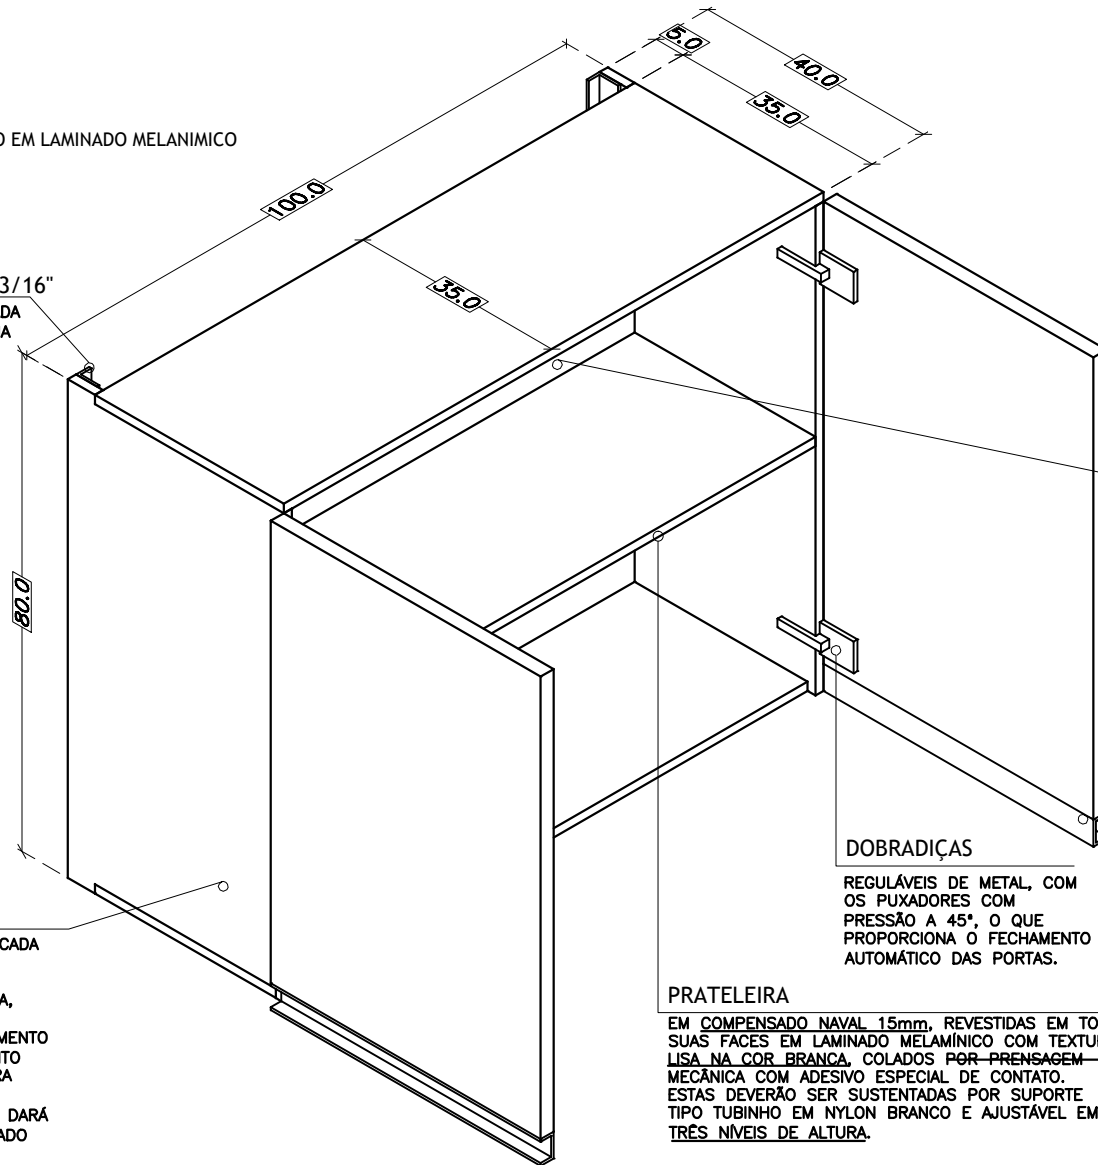 5.0
40.0
35.0
O EM LAMINADO MELANIMICO
100.0
3/16"
DA
A
35.0
80.0
DOBRADIÇAS
REGULÁVEIS DE METAL, COM
OS PUXADORES COM
PRESSÃO A 45°, O QUE
PROPORCIONA O FECHAMENTO
AUTOMÁTICO DAS PORTAS.
CADA
A,
MENTO
TO
RA
DARÁ
ADO
PRATELEIRA
EM COMPENSADO NAVAL 15mm, REVESTIDAS EM TO
SUAS FACES EM LAMINADO MELAMÍNICO COM TEXTU
LISA NA COR BRANCA, COLADOS POR PRENSAGEM
MECÂNICA COM ADESIVO ESPECIAL DE CONTATO.
ESTAS DEVERÃO SER SUSTENTADAS POR SUPORTE
TIPO TUBINHO EM NYLON BRANCO E AJUSTÁVEL EM
TRÊS NÍVEIS DE ALTURA.